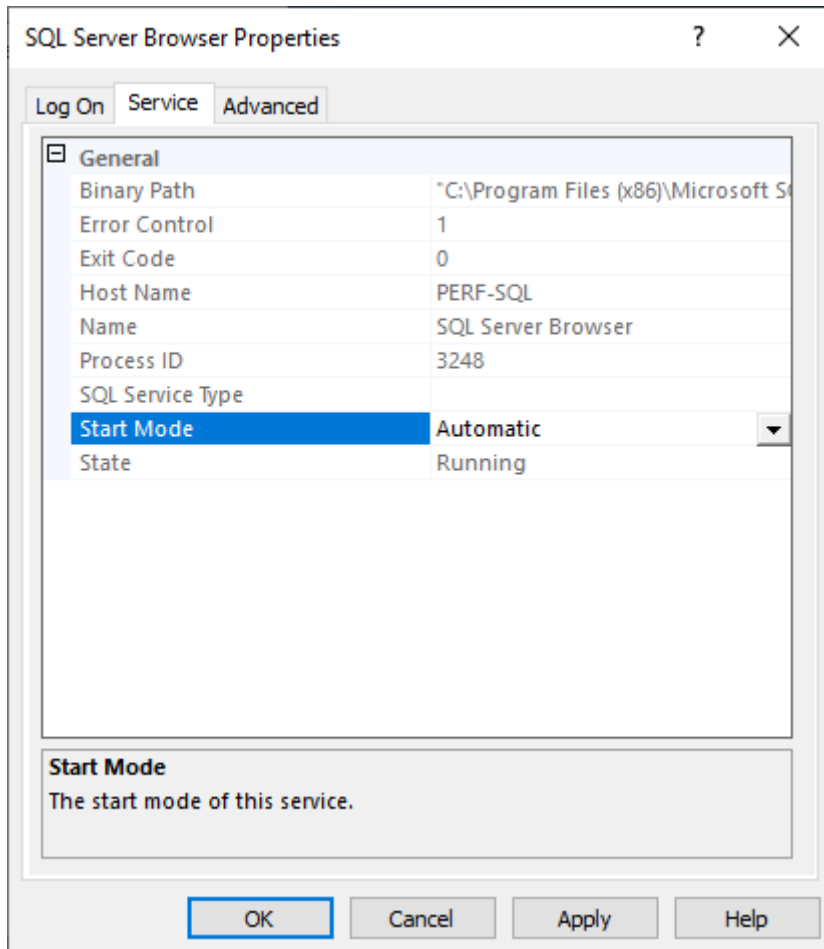 SQL Server Browser Properties ?
Log On Service Advanced
General
Binary Path "C:\Program Files (x86)\Microsoft
Error Control 1
Exit Code 0
Host Name PERF-SQL
Name SQL Server Browser
Process ID 3248
SQL Service Type
Start Mode Automatic
State Running
Start Mode
The start mode of this service.
OK Cancel Apply Help